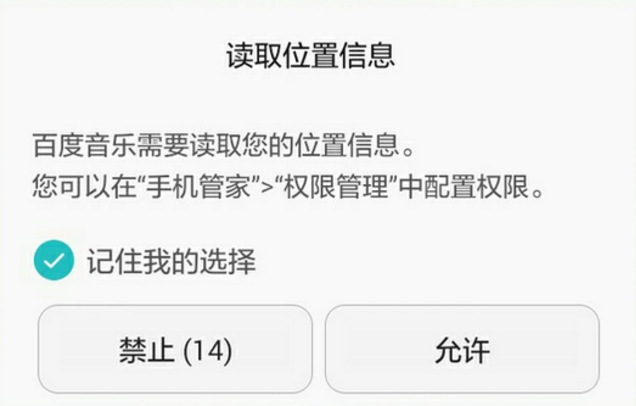 读取位置信息
百度音乐需要读取您的位置信息。
您可以在“手机管家”>“权限管理”中配置权限。
记住我的选择
禁止 (14)
允许